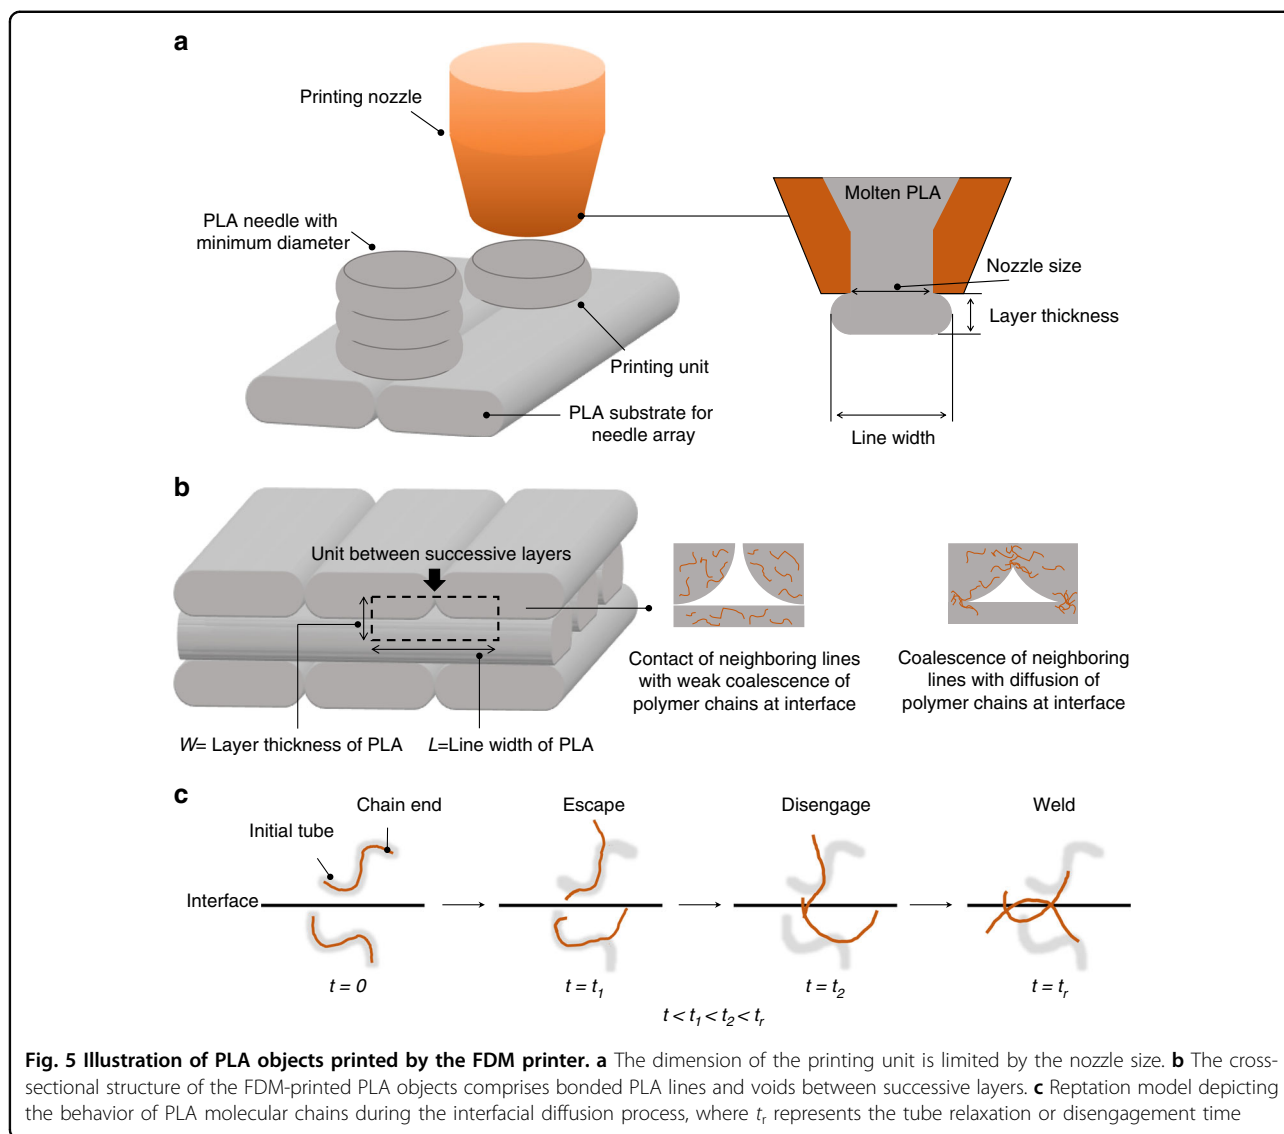 a
Printing nozzle
PLA needle with
minimum diameter
Printing unit
PLA substrate for
needle array
Molten PLA
Nozzle size
Layer thickness
Line width
b
Unit between successive layers
W= Layer thickness of PLA
L=Line width of PLA
Contact of neighboring lines
with weak coalescence of
polymer chains at interface
Coalescence of neighboring
lines with diffusion of
polymer chains at interface
c
Chain end
Initial tube
Escape
Disengage
Weld
Interface
t = 0
t = t1
t = t2
t = tr
t < t1 < t2 < tr
Fig. 5 Illustration of PLA objects printed by the FDM printer. a The dimension of the printing unit is limited by the nozzle size. b The cross-
sectional structure of the FDM-printed PLA objects comprises bonded PLA lines and voids between successive layers. c Reptation model depicting
the behavior of PLA molecular chains during the interfacial diffusion process, where tr represents the tube relaxation or disengagement time